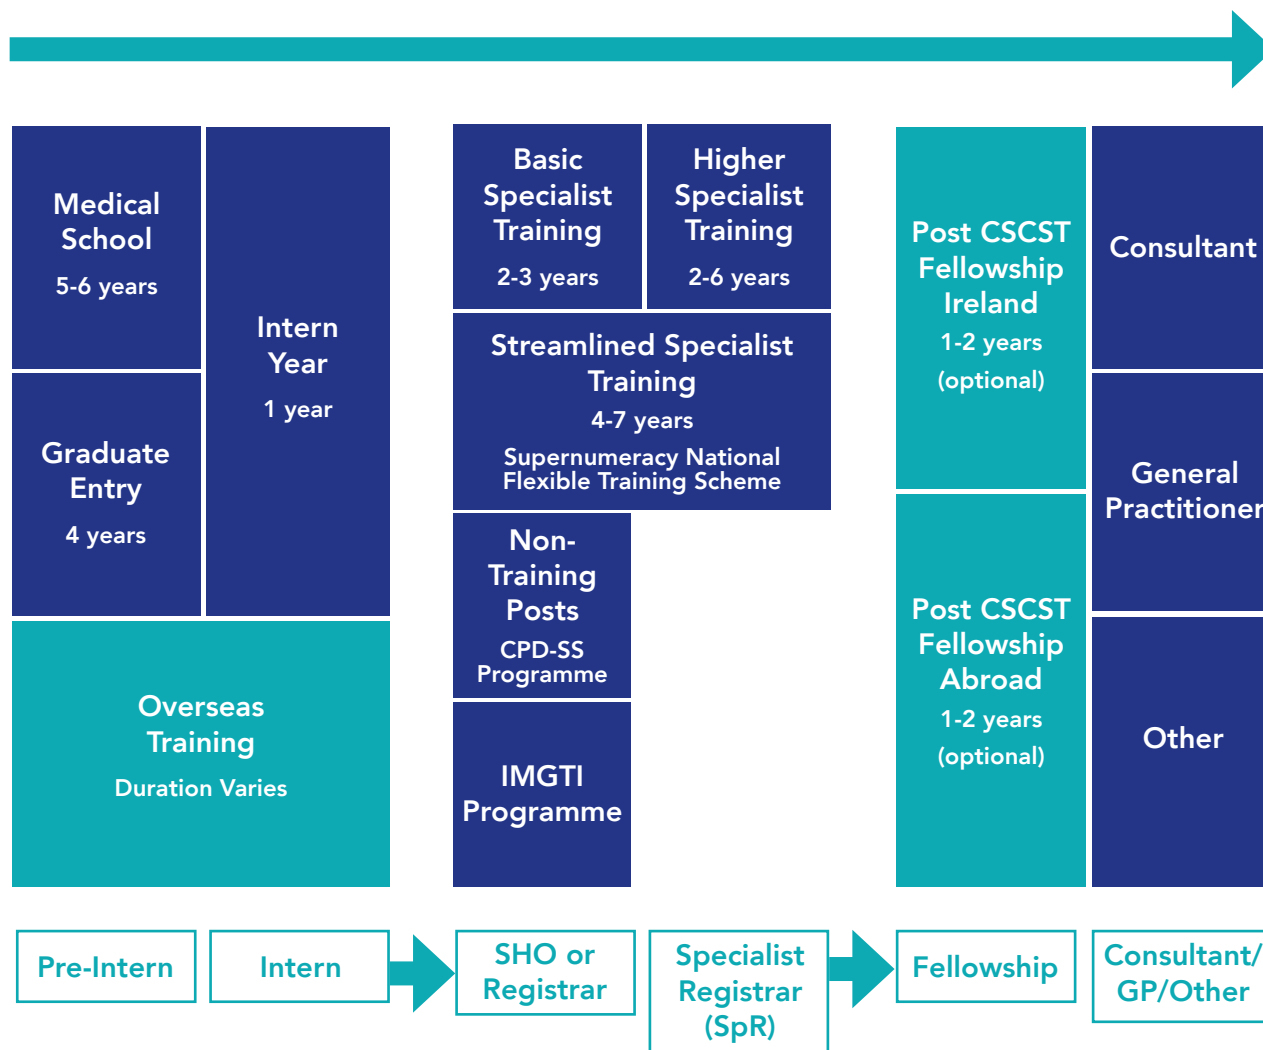 Medical
School
5-6 years
Graduate
Entry
4 years
Intern
Year
1 year
Overseas
Training
Duration Varies
Basic
Specialist
Training
2-3 years
Higher
Specialist
Training
2-6 years
Streamlined Specialist
Training
4-7 years
Supernumeracy National
Flexible Training Scheme
Non-
Training
Posts
CPD-SS
Programme
IMGTI
Programme
Post CSCST
Fellowship
Ireland
1-2 years
(optional)
Post CSCST
Fellowship
Abroad
1-2 years
(optional)
Consultant
General
Practitioner
Other
Pre-Intern
Intern
SHO or
Registrar
Specialist
Registrar
(SpR)
Fellowship
Consultant/
GP/Other